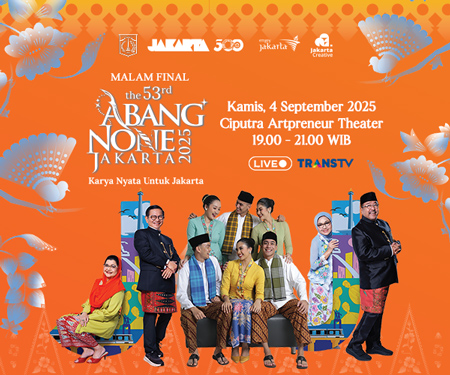 JAKARTA
500
enjoy
jakarta
Jakarta
Creative
MALAM FINAL
the 53rd
ABANG
NONE
JAKARTA
2025
Karya Nyata Untuk Jakarta
Kamis, 4 September 2025
Ciputra Artpreneur Theater
19.00 - 21.00 WIB
LIVE
TRANSTV